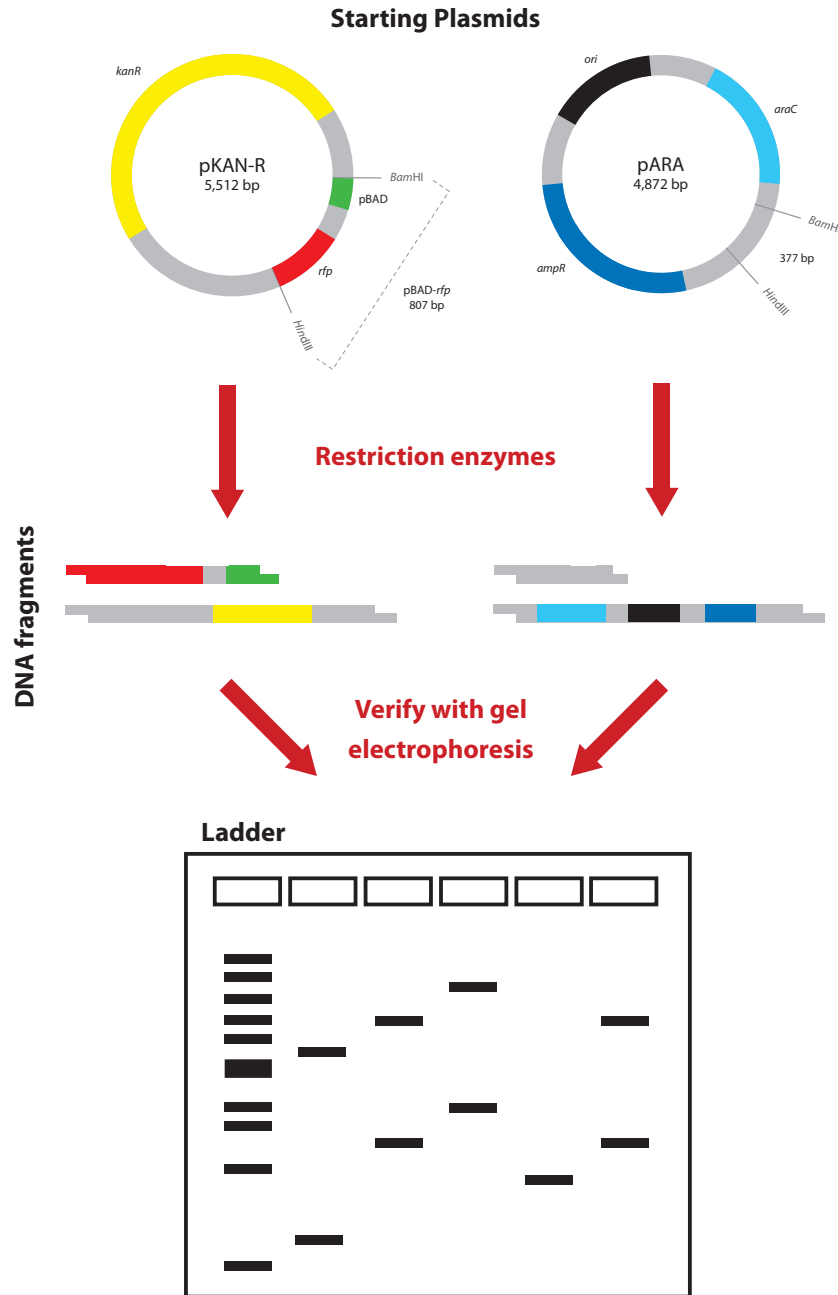 Starting Plasmids
kanR
pKAN-R
5,512 bp
BamHI
pBAD
rfp
HindIII
pBAD-rfp
807 bp
ori
araC
pARA
4,872 bp
BamHI
377 bp
HindIII
ampR
Restriction enzymes
DNA fragments
Verify with gel
electrophoresis
Ladder